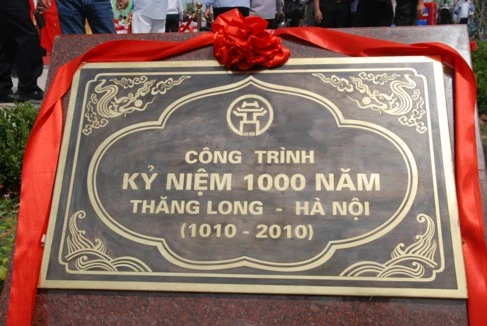 CÔNG TRÌNH
KỶ NIỆM 1000 NĂM
THĂNG LONG - HÀ NỘI
(1010 - 2010)